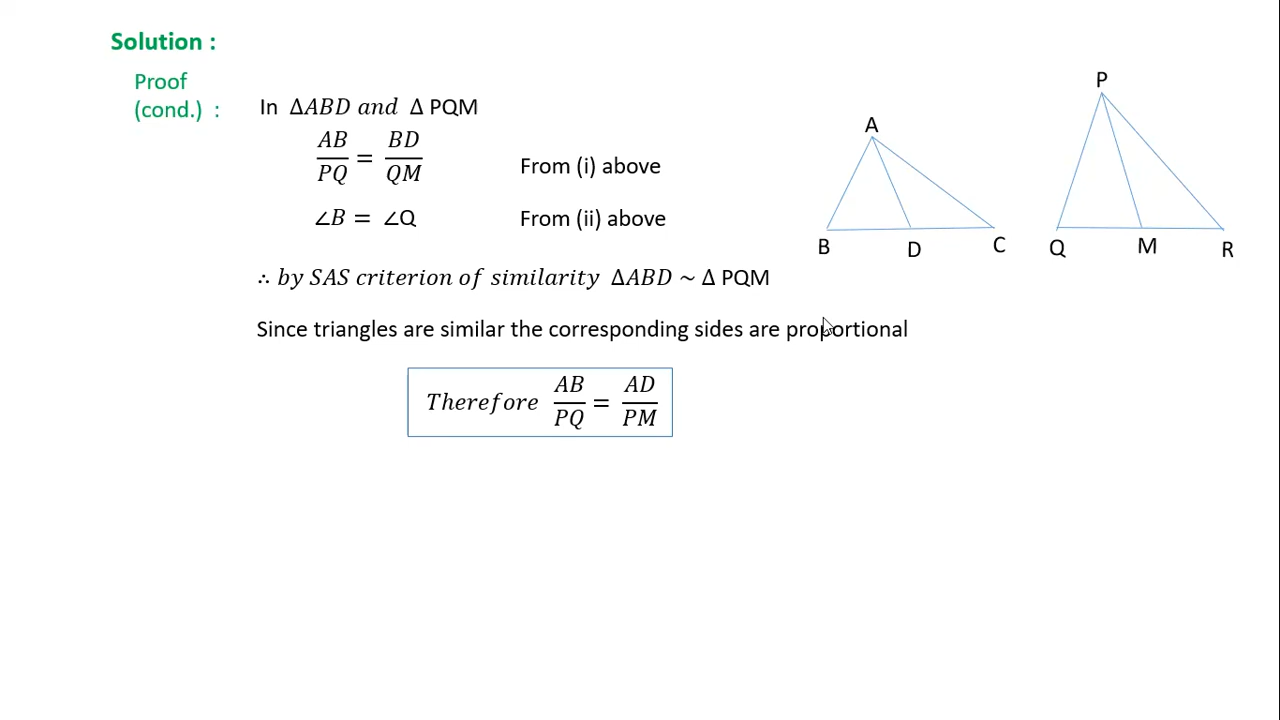 Solution :
Proof
(cond.) :
In ΔABD and Δ PQM
AB/PQ = BD/QM From (i) above
∠B = ∠Q From (ii) above
∴ by SAS criterion of similarity ΔABD ~ Δ PQM
Since triangles are similar the corresponding sides are proportional
Therefore AB/PQ = AD/PM
A
B
D
C
P
Q
M
R